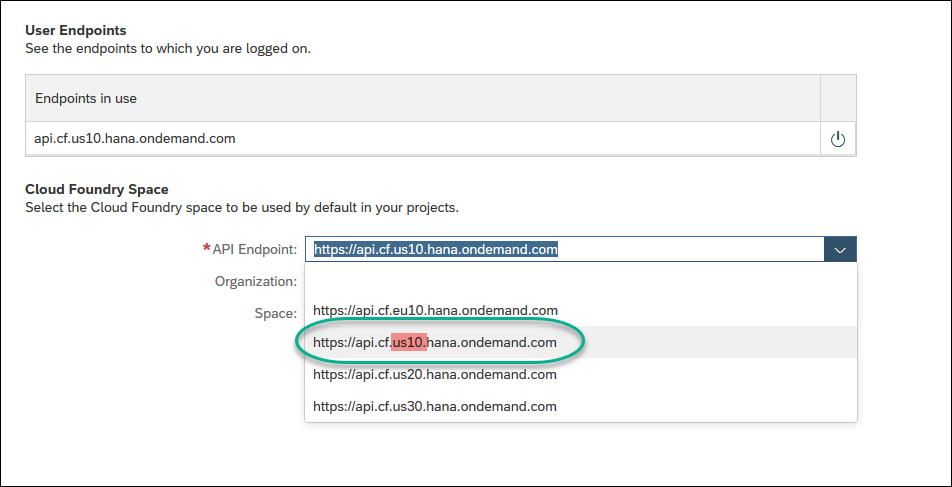 User Endpoints
See the endpoints to which you are logged on.
Endpoints in use
api.cf.us10.hana.ondemand.com
Cloud Foundry Space
Select the Cloud Foundry space to be used by default in your projects.
*API Endpoint: https://api.cf.us10.hana.ondemand.com
Organization:
Space:
https://api.cf.eu10.hana.ondemand.com
https://api.cf.us10.hana.ondemand.com
https://api.cf.us20.hana.ondemand.com
https://api.cf.us30.hana.ondemand.com